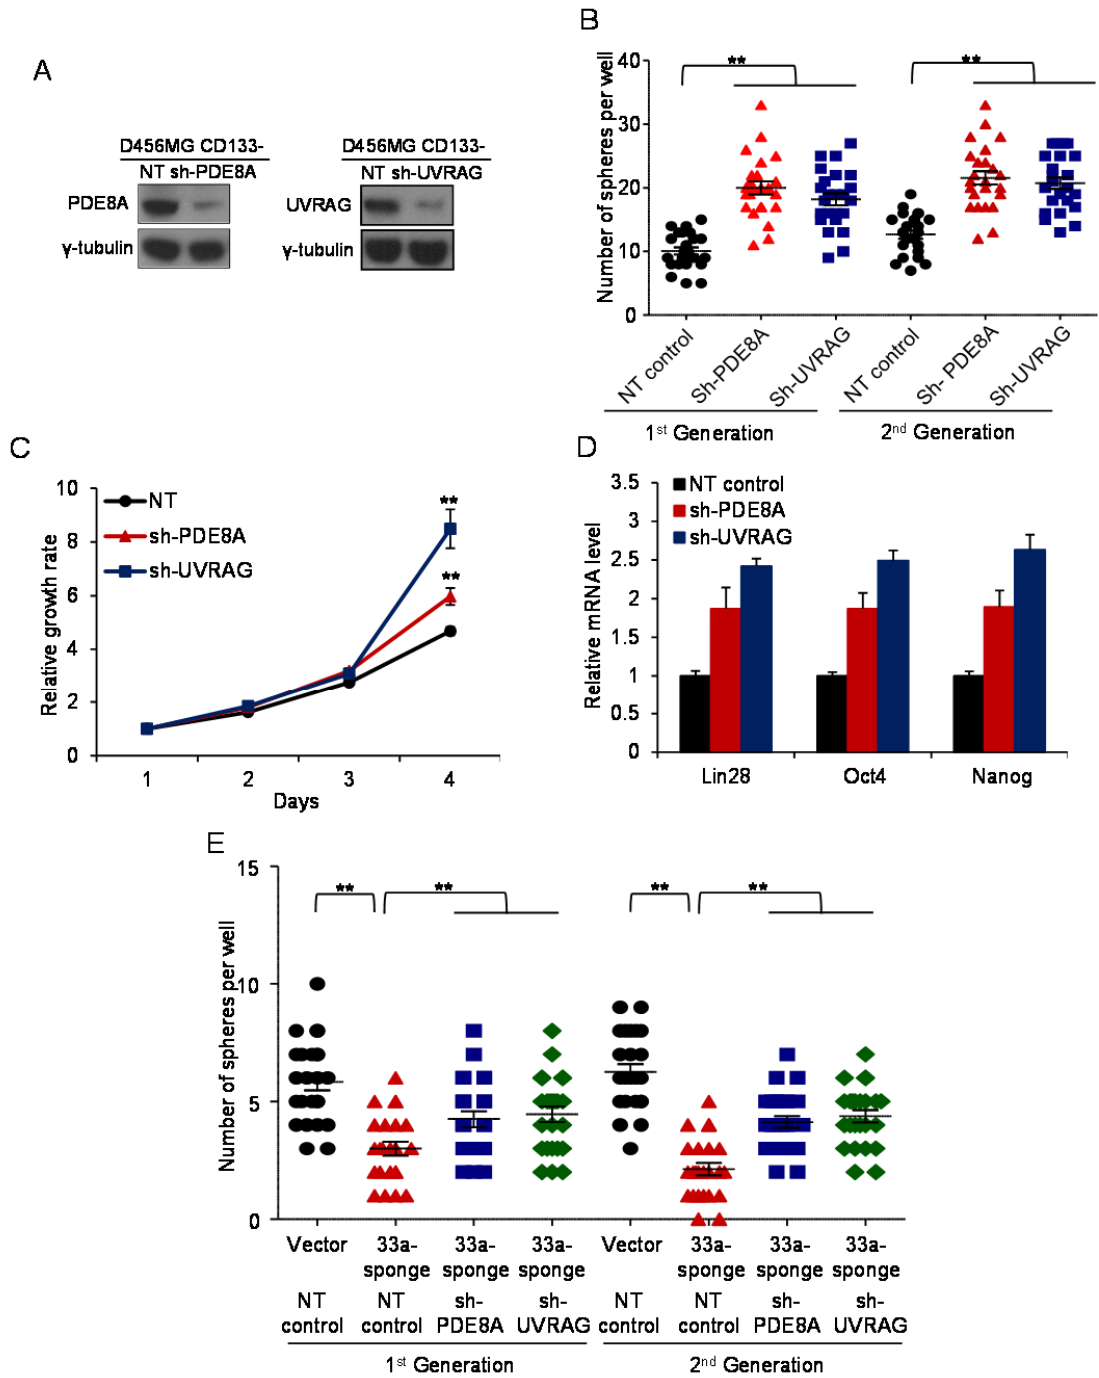 A
D456MG CD133-
NT sh-PDE8A
PDE8A
γ-tubulin
D456MG CD133-
NT sh-UVRAG
UVRAG
γ-tubulin
B
Number of spheres per well
40
30
20
10
0
**
**
NT control
Sh-PDE8A
Sh-UVRAG
NT control
Sh- PDE8A
Sh-UVRAG
1st Generation
2nd Generation
C
Relative growth rate
10
8
6
4
2
0
NT
sh-PDE8A
sh-UVRAG
**
**
1 2 3 4
Days
D
Relative mRNA level
3.5
3
2.5
2
1.5
1
0.5
0
NT control
sh-PDE8A
sh-UVRAG
Lin28 Oct4 Nanog
E
Number of spheres per well
15
10
5
0
** ** ** **
Vector 33a- 33a- 33a- Vector 33a- 33a- 33a-
sponge sponge sponge sponge sponge sponge
NT NT sh- sh- NT NT sh- sh-
control control PDE8A UVRAG control control PDE8A UVRAG
1st Generation
2nd Generation